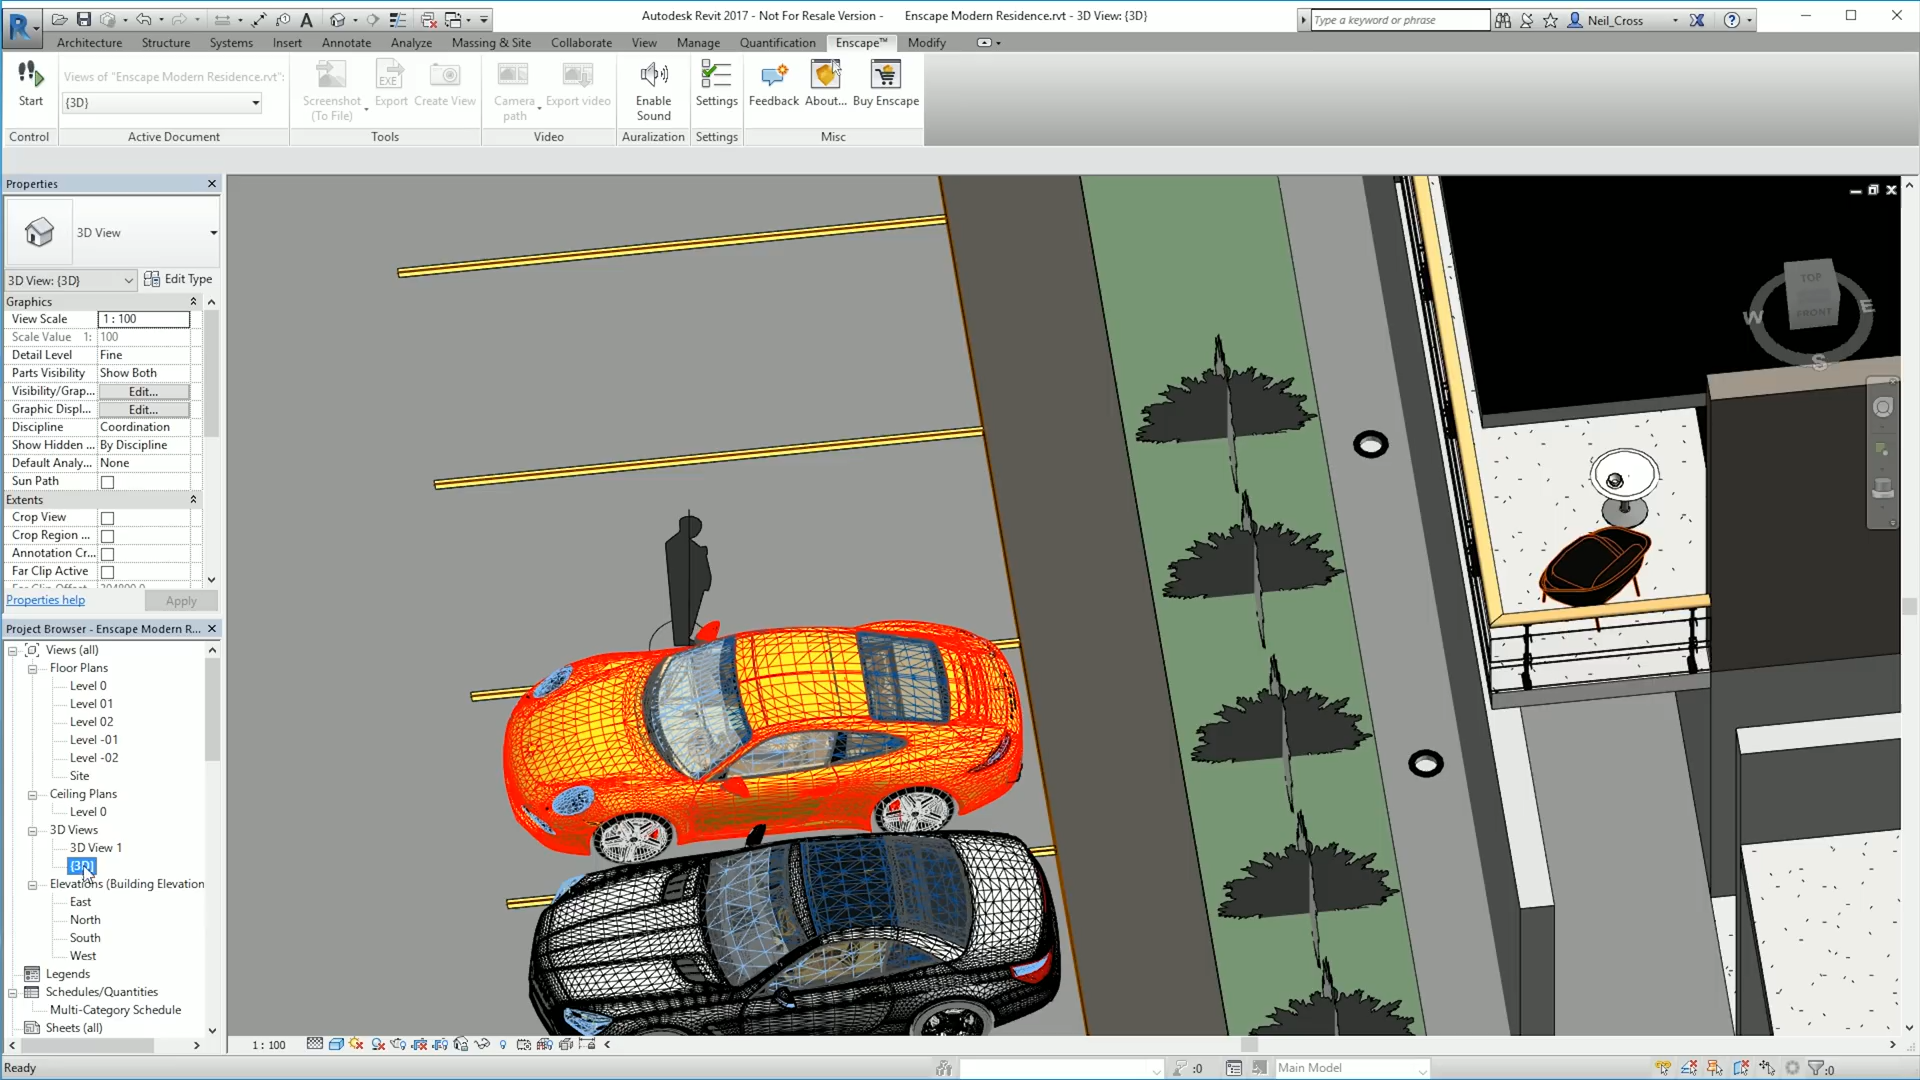 Autodesk Revit 2017 - Not For Resale Version - Enscape Modern Residence.rvt - 3D View: {3D}
Type a keyword or phrase
Neil_Cross
Architecture Structure Systems Insert Annotate Analyze Massing & Site Collaborate View Manage Quantification Enscape™ Modify
Start
Views of "Enscape Modern Residence.rvt":
{3D}
Screenshot
(To File)
EXE
Export
Create View
Camera
path
Export video
Enable
Sound
Settings
Feedback
About...
Buy Enscape
Control Active Document Tools Video Auralization Settings Misc
Properties
3D View
3D View: {3D} Edit Type
Graphics
View Scale 1 : 100
Scale Value 1: 100
Detail Level Fine
Parts Visibility Show Both
Visibility/Grap... Edit...
Graphic Displ... Edit...
Discipline Coordination
Show Hidden ... By Discipline
Default Analy... None
Sun Path
Extents
Crop View
Crop Region ...
Annotation Cr...
Far Clip Active
Properties help Apply
Project Browser - Enscape Modern R...
Views (all)
Floor Plans
Level 0
Level 01
Level 02
Level -01
Level -02
Site
Ceiling Plans
Level 0
3D Views
3D View 1
{3D}
Elevations (Building Elevation
East
North
South
West
Legends
Schedules/Quantities
Multi-Category Schedule
Sheets (all)
TOP
FRONT
W
E
S
1 : 100
Ready
:0
Main Model
:0